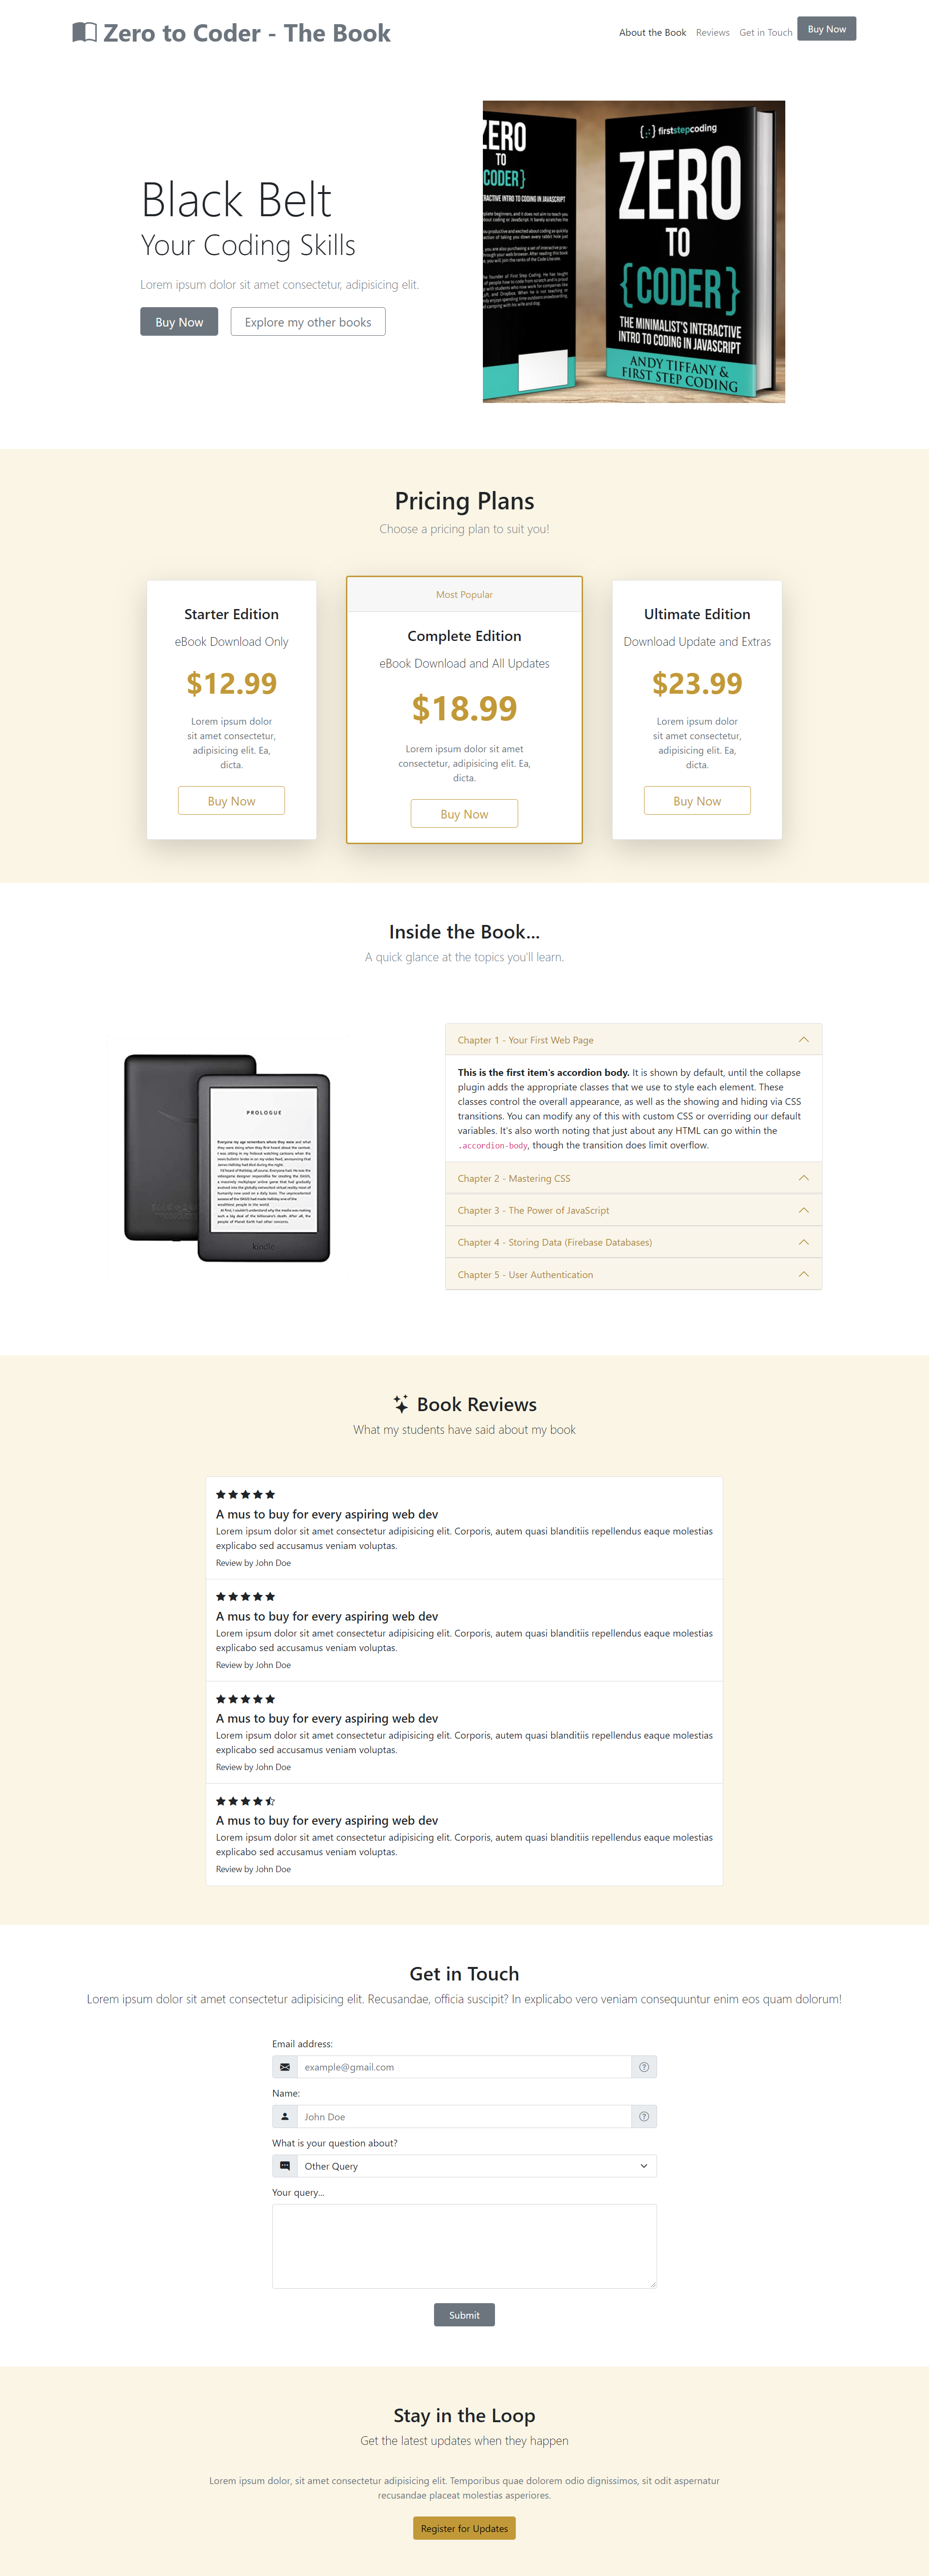 Zero to Coder - The Book
About the Book
Reviews
Get in Touch
Buy Now
Black Belt
Your Coding Skills
Lorem ipsum dolor sit amet consectetur, adipisicing elit.
Buy Now
Explore my other books
ZERO
TO
CODER}
{;} firststepcoding
ZERO
TO
{CODER}
THE MINIMALIST'S INTERACTIVE
INTRO TO CODING IN JAVASCRIPT
ANDY TIFFANY &
FIRST STEP CODING
Pricing Plans
Choose a pricing plan to suit you!
Starter Edition
eBook Download Only
$12.99
Lorem ipsum dolor
sit amet consectetur,
adipisicing elit. Ea,
dicta.
Buy Now
Most Popular
Complete Edition
eBook Download and All Updates
$18.99
Lorem ipsum dolor sit amet
consectetur, adipisicing elit. Ea,
dicta.
Buy Now
Ultimate Edition
Download Update and Extras
$23.99
Lorem ipsum dolor
sit amet consectetur,
adipisicing elit. Ea,
dicta.
Buy Now
Inside the Book...
A quick glance at the topics you'll learn.
PROLOGUE
kindle
Chapter 1 - Your First Web Page
This is the first item's accordion body. It is shown by default, until the collapse
plugin adds the appropriate classes that we use to style each element. These
classes control the overall appearance, as well as the showing and hiding via CSS
transitions. You can modify any of this with custom CSS or overriding our default
variables. It's also worth noting that just about any HTML can go within the
.accordion-body, though the transition does limit overflow.
Chapter 2 - Mastering CSS
Chapter 3 - The Power of JavaScript
Chapter 4 - Storing Data (Firebase Databases)
Chapter 5 - User Authentication
Book Reviews
What my students have said about my book
A mus to buy for every aspiring web dev
Lorem ipsum dolor sit amet consectetur adipisicing elit. Corporis, autem quasi blanditiis repellendus eaque molestias
explicabo sed accusamus veniam voluptas.
Review by John Doe
A mus to buy for every aspiring web dev
Lorem ipsum dolor sit amet consectetur adipisicing elit. Corporis, autem quasi blanditiis repellendus eaque molestias
explicabo sed accusamus veniam voluptas.
Review by John Doe
A mus to buy for every aspiring web dev
Lorem ipsum dolor sit amet consectetur adipisicing elit. Corporis, autem quasi blanditiis repellendus eaque molestias
explicabo sed accusamus veniam voluptas.
Review by John Doe
A mus to buy for every aspiring web dev
Lorem ipsum dolor sit amet consectetur adipisicing elit. Corporis, autem quasi blanditiis repellendus eaque molestias
explicabo sed accusamus veniam voluptas.
Review by John Doe
Get in Touch
Lorem ipsum dolor sit amet consectetur adipisicing elit. Recusandae, officia suscipit? In explicabo vero veniam consequuntur enim eos quam dolorum!
Email address:
example@gmail.com
Name:
John Doe
What is your question about?
Other Query
Your query...
Submit
Stay in the Loop
Get the latest updates when they happen
Lorem ipsum dolor, sit amet consectetur adipisicing elit. Temporibus quae dolorem odio dignissimos, sit odit aspernatur
recusandae placeat molestias asperiores.
Register for Updates